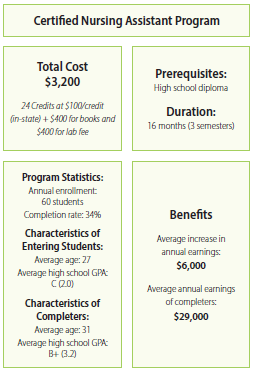 Certified Nursing Assistant Program
Total Cost
$3,200
24 Credits at $100/credit
(in-state) + $400 for books and
$400 for lab fee
Prerequisites:
High school diploma
Duration:
16 months (3 semesters)
Program Statistics:
Annual enrollment:
60 students
Completion rate: 34%
Characteristics of
Entering Students:
Average age: 27
Average high school GPA:
C (2.0)
Characteristics of
Completers:
Average age: 31
Average high school GPA:
B+ (3.2)
Benefits
Average increase in
annual earnings:
$6,000
Average annual earnings
of completers:
$29,000